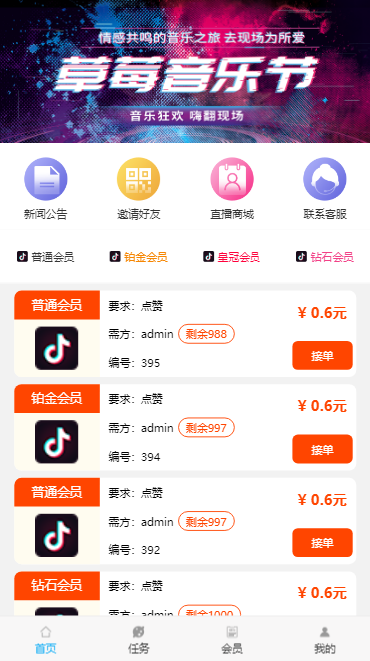 情感共鸣的音乐之旅 去现场为所爱
草莓音乐节
音乐狂欢 嗨翻现场
新闻公告
邀请好友
直播商城
联系客服
普通会员
铂金会员
皇冠会员
钻石会员
普通会员
要求：点赞
¥ 0.6元
需方：admin 剩余988
编号：395
接单
铂金会员
要求：点赞
¥ 0.6元
需方：admin 剩余997
编号：394
接单
普通会员
要求：点赞
¥ 0.6元
需方：admin 剩余997
编号：392
接单
钻石会员
要求：点赞
¥ 0.6元
需方：admin 剩余1000
首页
任务
会员
我的